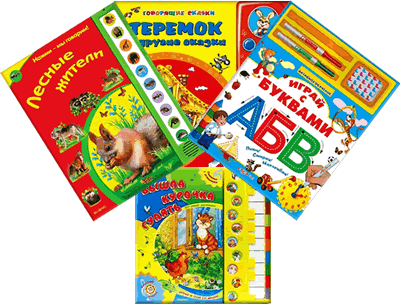 Нажми - мы говорим!
Лесные
жители
ГОВОРЯЩИЕ СКАЗКИ
ТЕРЕМОК
и другие сказки
ИГРАЙ С
БУКВАМИ
АБВ
ВЫШЛА КУРОЧКА
ГУЛЯТЬ